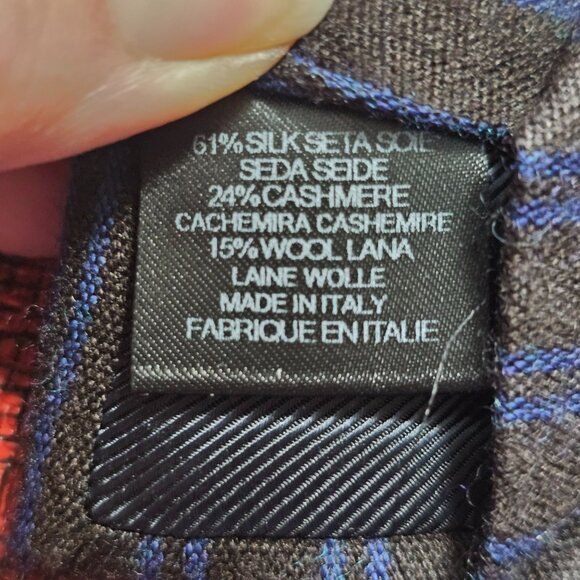 61% SILK SETA SOIE
SEDA SEIDE
24% CASHMERE
CACHEMIRA CASHEMIRE
15% WOOL LANA
LAINE WOLLE
MADE IN ITALY
FABRIQUE EN ITALIE